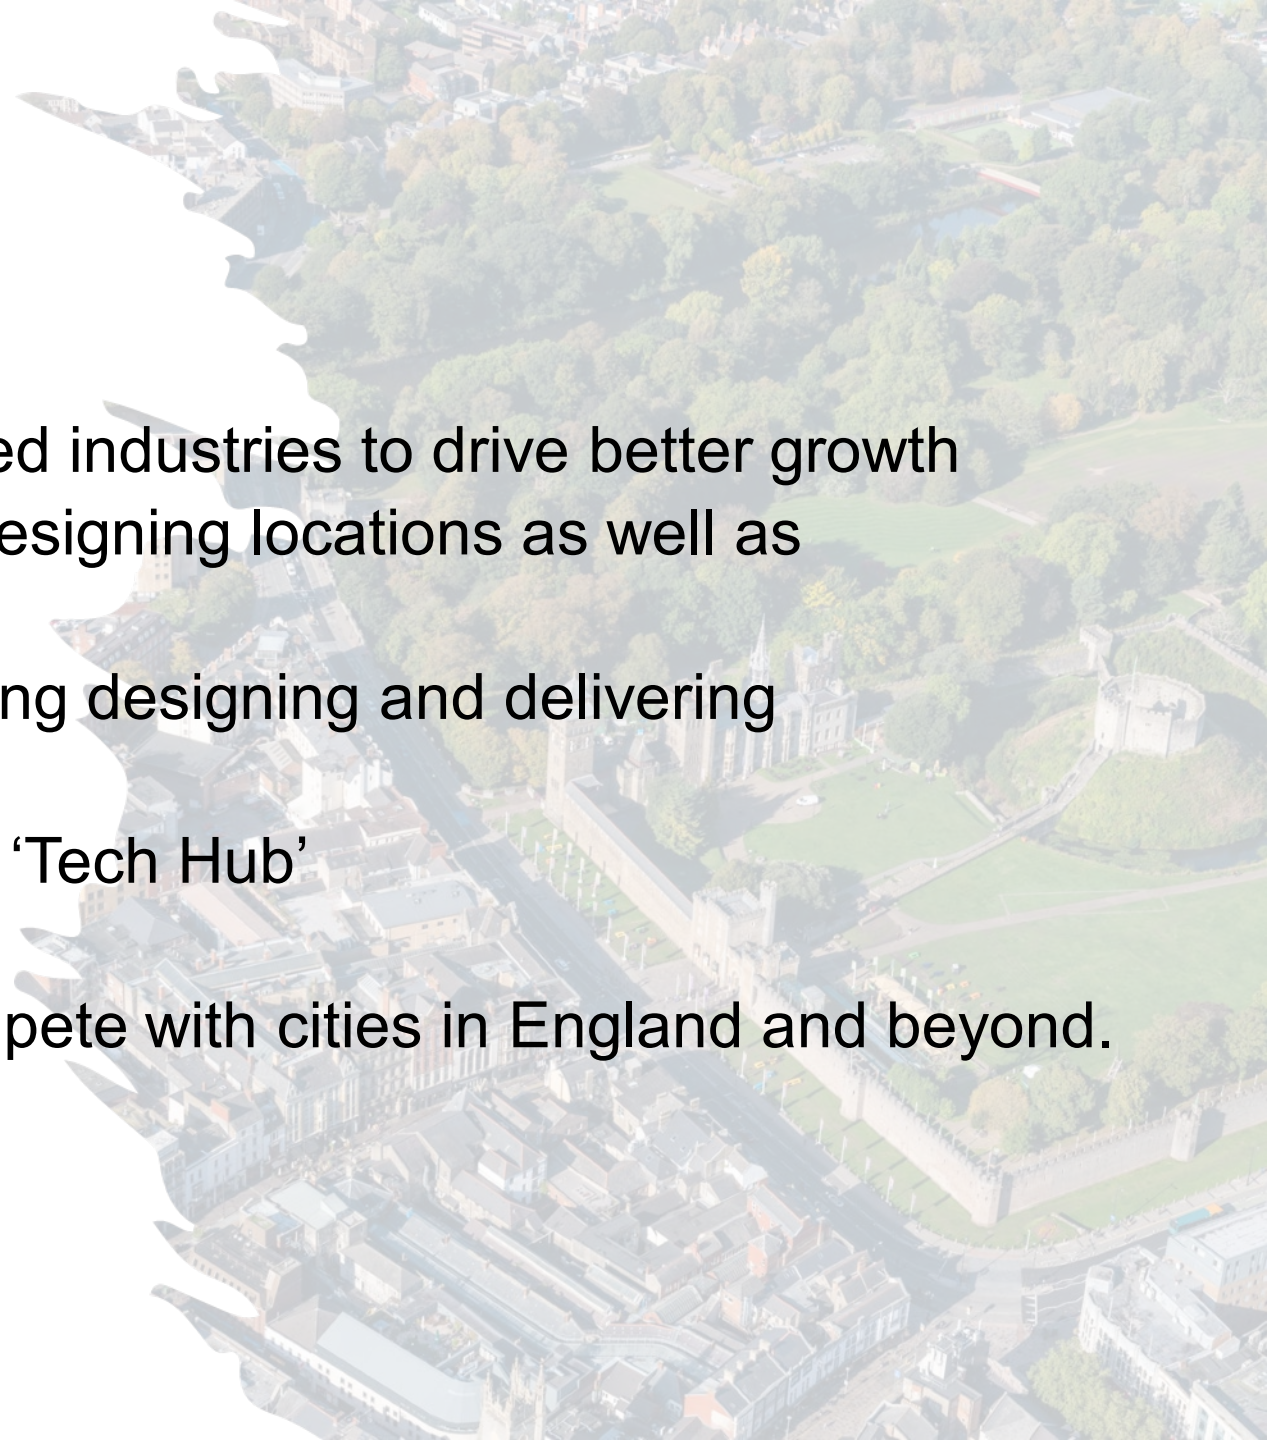 ed industries to drive better growth
esigning locations as well as
ng designing and delivering
‘Tech Hub’
pete with cities in England and beyond.